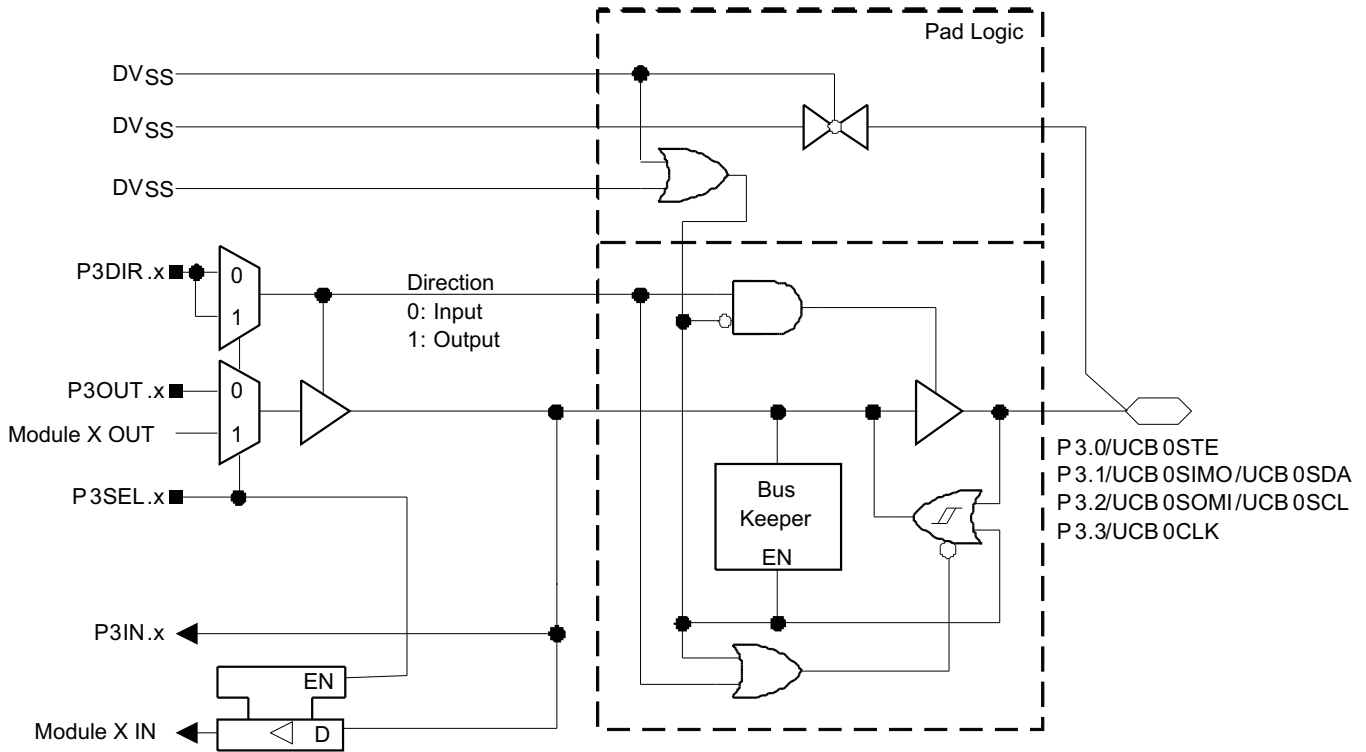 Pad Logic
DVSS
DVSS
DVSS
P3DIR.x
0
1
Direction
0: Input
1: Output
P3OUT.x
0
Module X OUT
1
P3SEL.x
Bus
Keeper
EN
P3.0/UCB0STE
P3.1/UCB0SIMO/UCB0SDA
P3.2/UCB0SOMI/UCB0SCL
P3.3/UCB0CLK
P3IN.x
EN
Module X IN
D